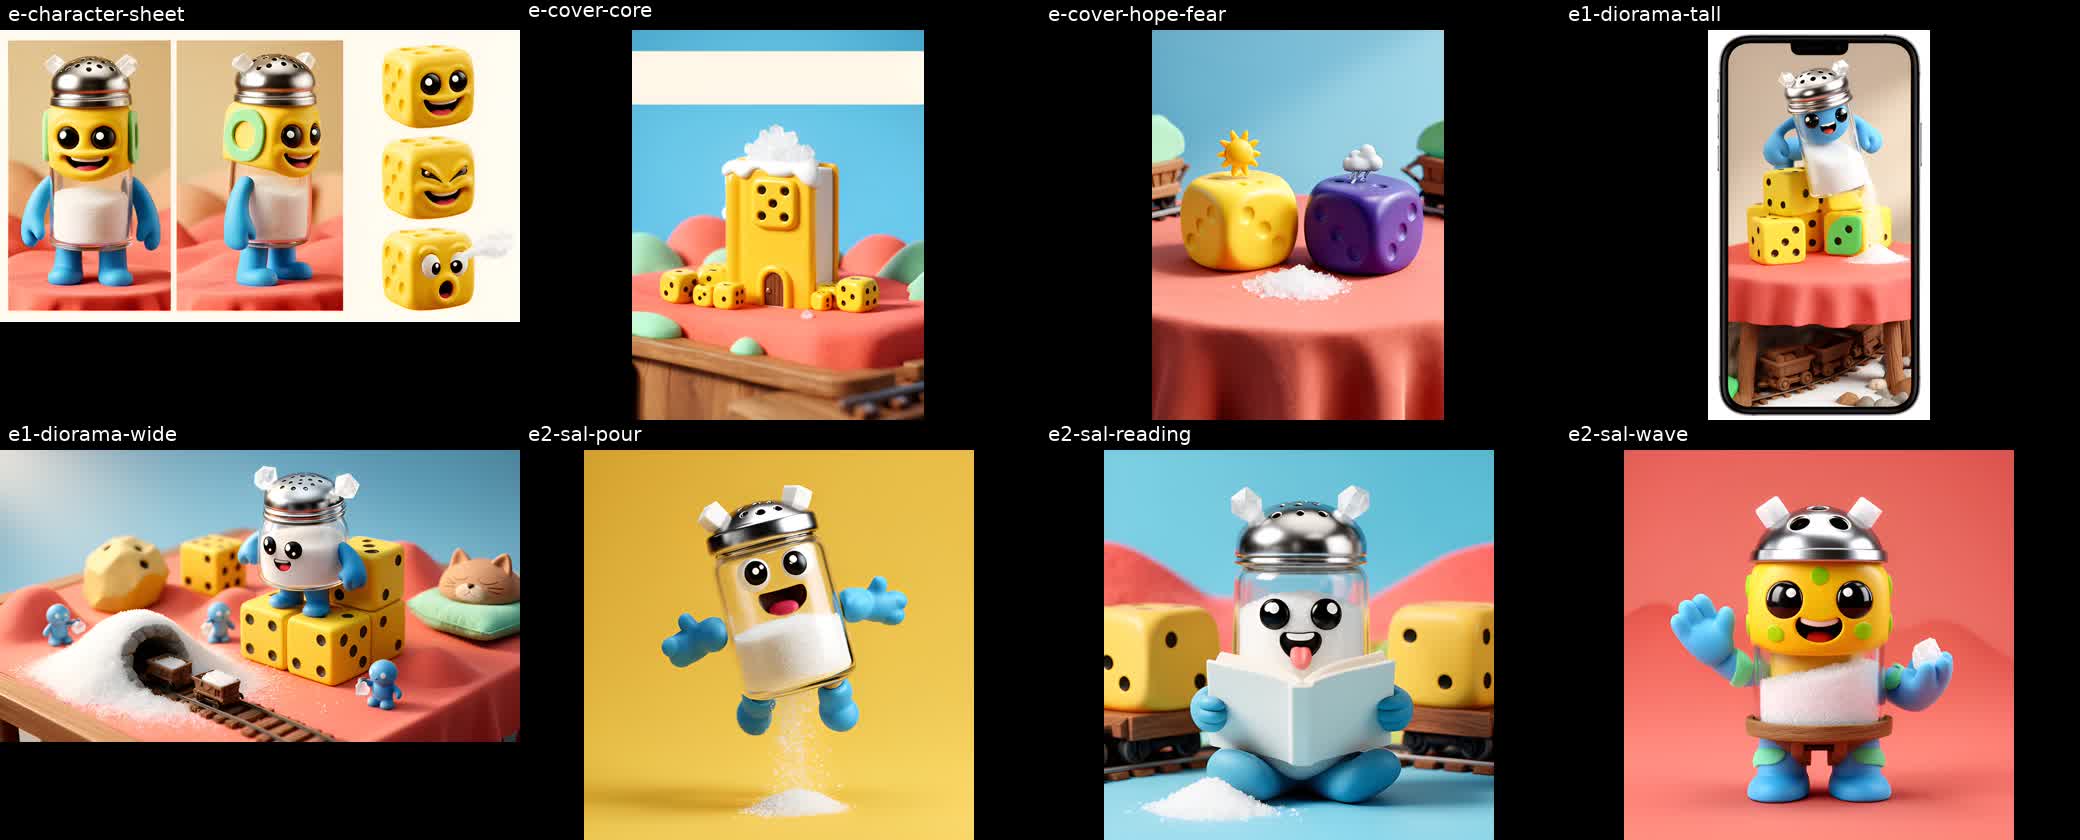 e-character-sheet
e-cover-core
e-cover-hope-fear
e1-diorama-tall
e1-diorama-wide
e2-sal-pour
e2-sal-reading
e2-sal-wave